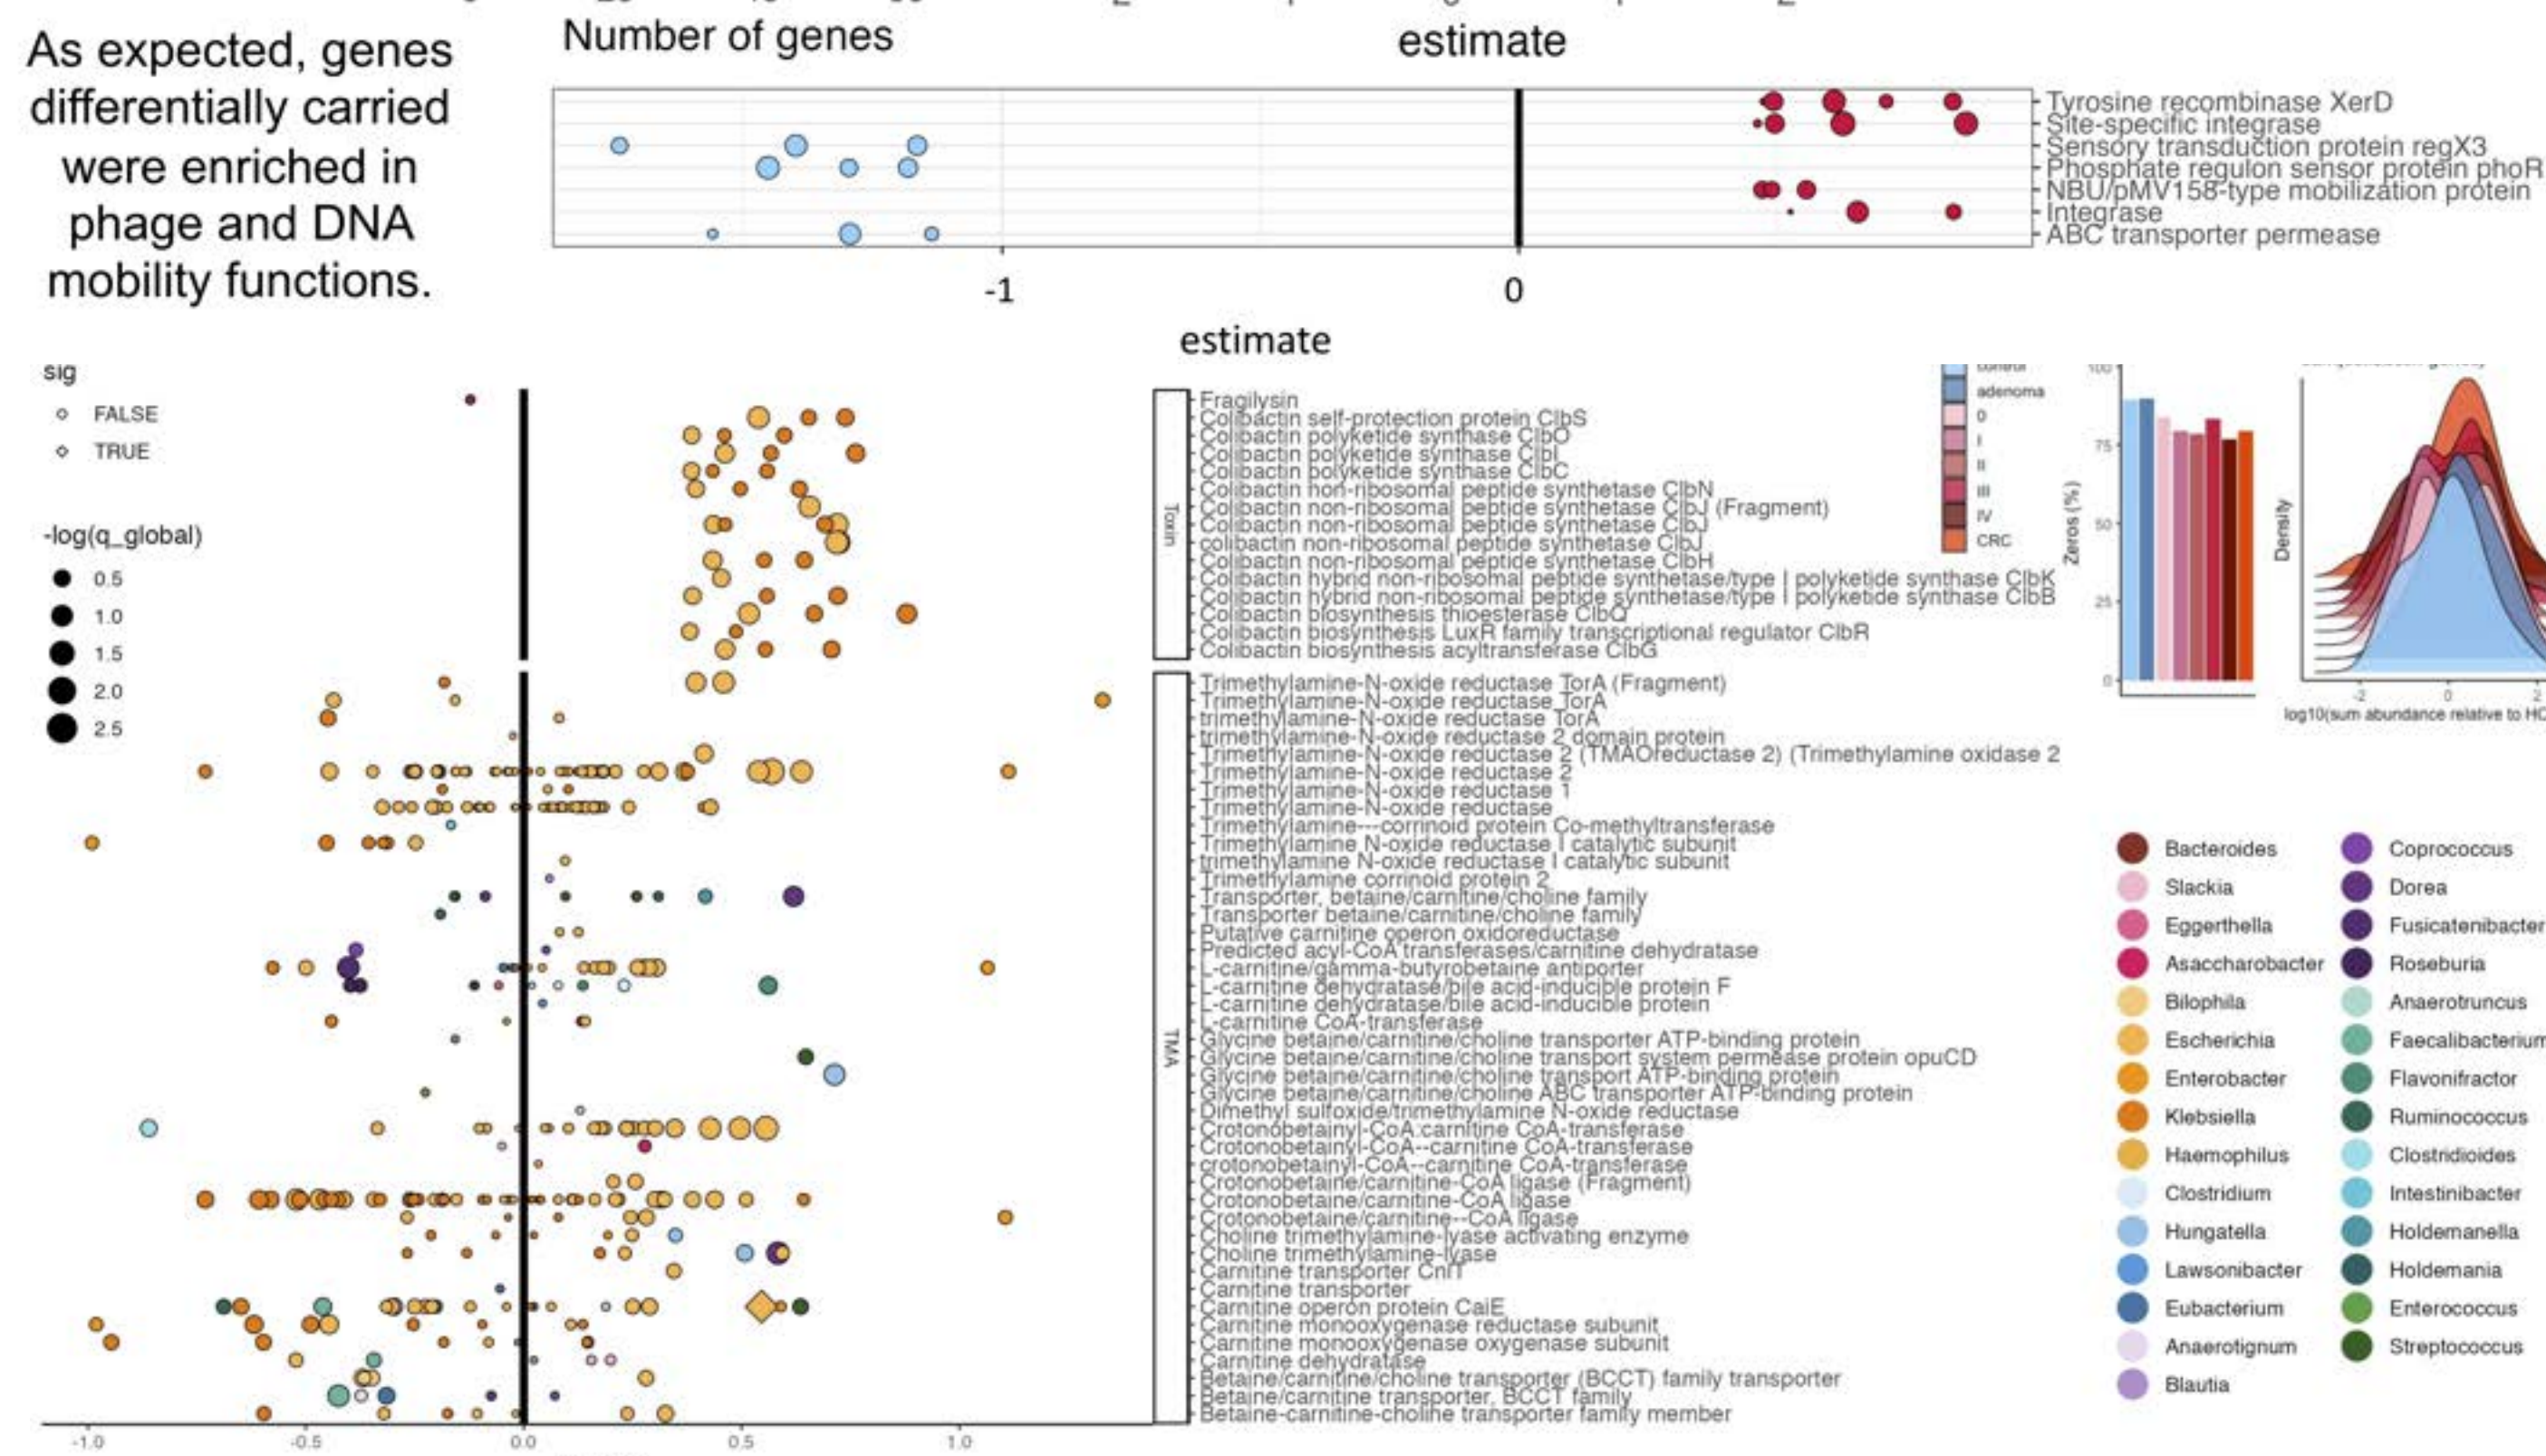 Number of genes
estimate
As expected, genes
differentially carried
were enriched in
phage and DNA
mobility functions.
Tyrosine recombinase XerD
Site-specific integrase
Sensory transduction protein regX3
Phosphate regulon sensor protein phoR
NBU/pMV158-type mobilization protein
Integrase
ABC transporter permease
-1
0
estimate
sig
FALSE
TRUE
-log(q_global)
0.5
1.0
1.5
2.0
2.5
Toxin
Fragilysin
Colibactin self-protection protein ClbS
Colibactin polyketide synthase ClbO
Colibactin polyketide synthase ClbI
Colibactin polyketide synthase ClbC
Colibactin non-ribosomal peptide synthetase ClbN
Colibactin non-ribosomal peptide synthetase ClbJ (Fragment)
Colibactin non-ribosomal peptide synthetase ClbJ
colibactin non-ribosomal peptide synthetase ClbJ
Colibactin non-ribosomal peptide synthetase ClbH
Colibactin hybrid non-ribosomal peptide synthetase/type I polyketide synthase ClbK
Colibactin hybrid non-ribosomal peptide synthetase/type I polyketide synthase ClbB
Colibactin biosynthesis thioesterase ClbQ
Colibactin biosynthesis LuxR family transcriptional regulator ClbR
Colibactin biosynthesis acyltransferase ClbG
TMA
Trimethylamine-N-oxide reductase TorA (Fragment)
Trimethylamine-N-oxide reductase TorA
trimethylamine-N-oxide reductase TorA
trimethylamine-N-oxide reductase 2 domain protein
Trimethylamine-N-oxide reductase 2 (TMAOreductase 2) (Trimethylamine oxidase 2
Trimethylamine-N-oxide reductase 2
Trimethylamine-N-oxide reductase 1
Trimethylamine-N-oxide reductase
Trimethylamine---corrinoid protein Co-methyltransferase
Trimethylamine N-oxide reductase I catalytic subunit
trimethylamine N-oxide reductase I catalytic subunit
Trimethylamine corrinoid protein 2
Transporter, betaine/carnitine/choline family
Transporter betaine/carnitine/choline family
Putative carnitine operon oxidoreductase
Predicted acyl-CoA transferases/carnitine dehydratase
L-carnitine/gamma-butyrobetaine antiporter
L-carnitine dehydratase/bile acid-inducible protein F
L-carnitine dehydratase/bile acid-inducible protein
L-carnitine CoA-transferase
Glycine betaine/carnitine/choline transporter ATP-binding protein
Glycine betaine/carnitine/choline transport system permease protein opuCD
Glycine betaine/carnitine/choline transport ATP-binding protein
Glycine betaine/carnitine/choline ABC transporter ATP-binding protein
Dimethyl sulfoxide/trimethylamine N-oxide reductase
Crotonobetainyl-CoA:carnitine CoA-transferase
Crotonobetainyl-CoA--carnitine CoA-transferase
crotonobetainyl-CoA--carnitine CoA-transferase
Crotonobetaine/carnitine-CoA ligase (Fragment)
Crotonobetaine/carnitine-CoA ligase
Crotonobetaine/carnitine--CoA ligase
Choline trimethylamine-lyase activating enzyme
Choline trimethylamine-lyase
Carnitine transporter CniT
Carnitine transporter
Carnitine operon protein CaiE
Carnitine monooxygenase reductase subunit
Carnitine monooxygenase oxygenase subunit
Carnitine dehydratase
Betaine/carnitine/choline transporter (BCCT) family transporter
Betaine/carnitine transporter, BCCT family
Betaine-carnitine-choline transporter family member
-1.0
-0.5
0.0
0.5
1.0
adenoma
0
I
II
III
IV
CRC
Zeros (%)
100
75
50
25
0
Density
-2
0
2
log10(sum abundance relative to
Bacteroides
Slackia
Eggerthella
Asaccharobacter
Bilophila
Escherichia
Enterobacter
Klebsiella
Haemophilus
Clostridium
Hungatella
Lawsonibacter
Eubacterium
Anaerotignum
Blautia
Coprococcus
Dorea
Fusicatenibacter
Roseburia
Anaerotruncus
Faecalibacterium
Flavonifractor
Ruminococcus
Clostridioides
Intestinibacter
Holdemanella
Holdemania
Enterococcus
Streptococcus